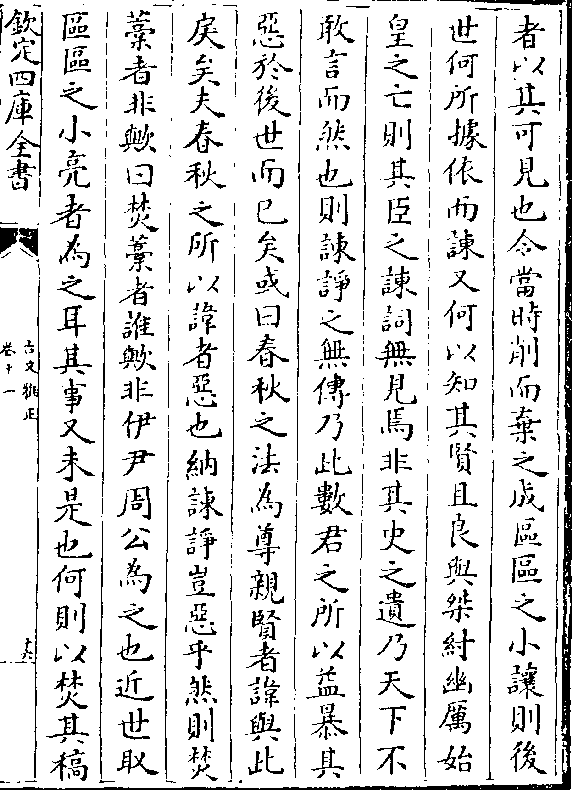 者以其可見也令當時削而棄之成區區之小讓則後
世何所據依而諫又何以知其賢且良與桀紂幽厲始
皇之亡則其臣之諫詞無見焉非其史之遺乃天下不
敢言而然也則諫諍之無傳乃此數君之所以益暴其
惡於後世而已矣或曰春秋之法為尊親賢者諱與此
戾矣夫春秋之所以諱者惡也納諫諍豈惡乎然則焚
藁者非歟曰焚藁者誰歟非伊尹周公為之也近世取
區區之小亮者為之耳其事又未是也何則以焚其稿
欽定四庫全書
古文雅正
卷十一